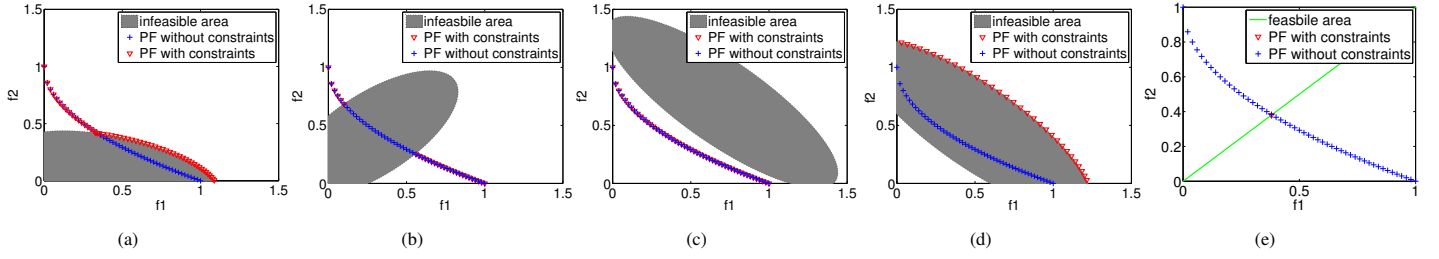 1.5
1
0.5
0
0
0.5
1
1.5
f2
f1
infeasible area
PF without constraints
PF with constraints
(a)
1.5
1
0.5
0
0
0.5
1
1.5
f2
f1
infeasbile area
PF with constraints
PF without constraints
(b)
1.5
1
0.5
0
0
0.5
1
1.5
f2
f1
infeasible area
PF with constraints
PF without constraints
(c)
1.5
1
0.5
0
0
0.5
1
1.5
f2
f1
infeasible area
PF with constraints
PF without constraints
(d)
1
0.8
0.6
0.4
0.2
0
0
0.5
1
f2
f1
feasbile area
PF with constraints
PF without constraints
(e)